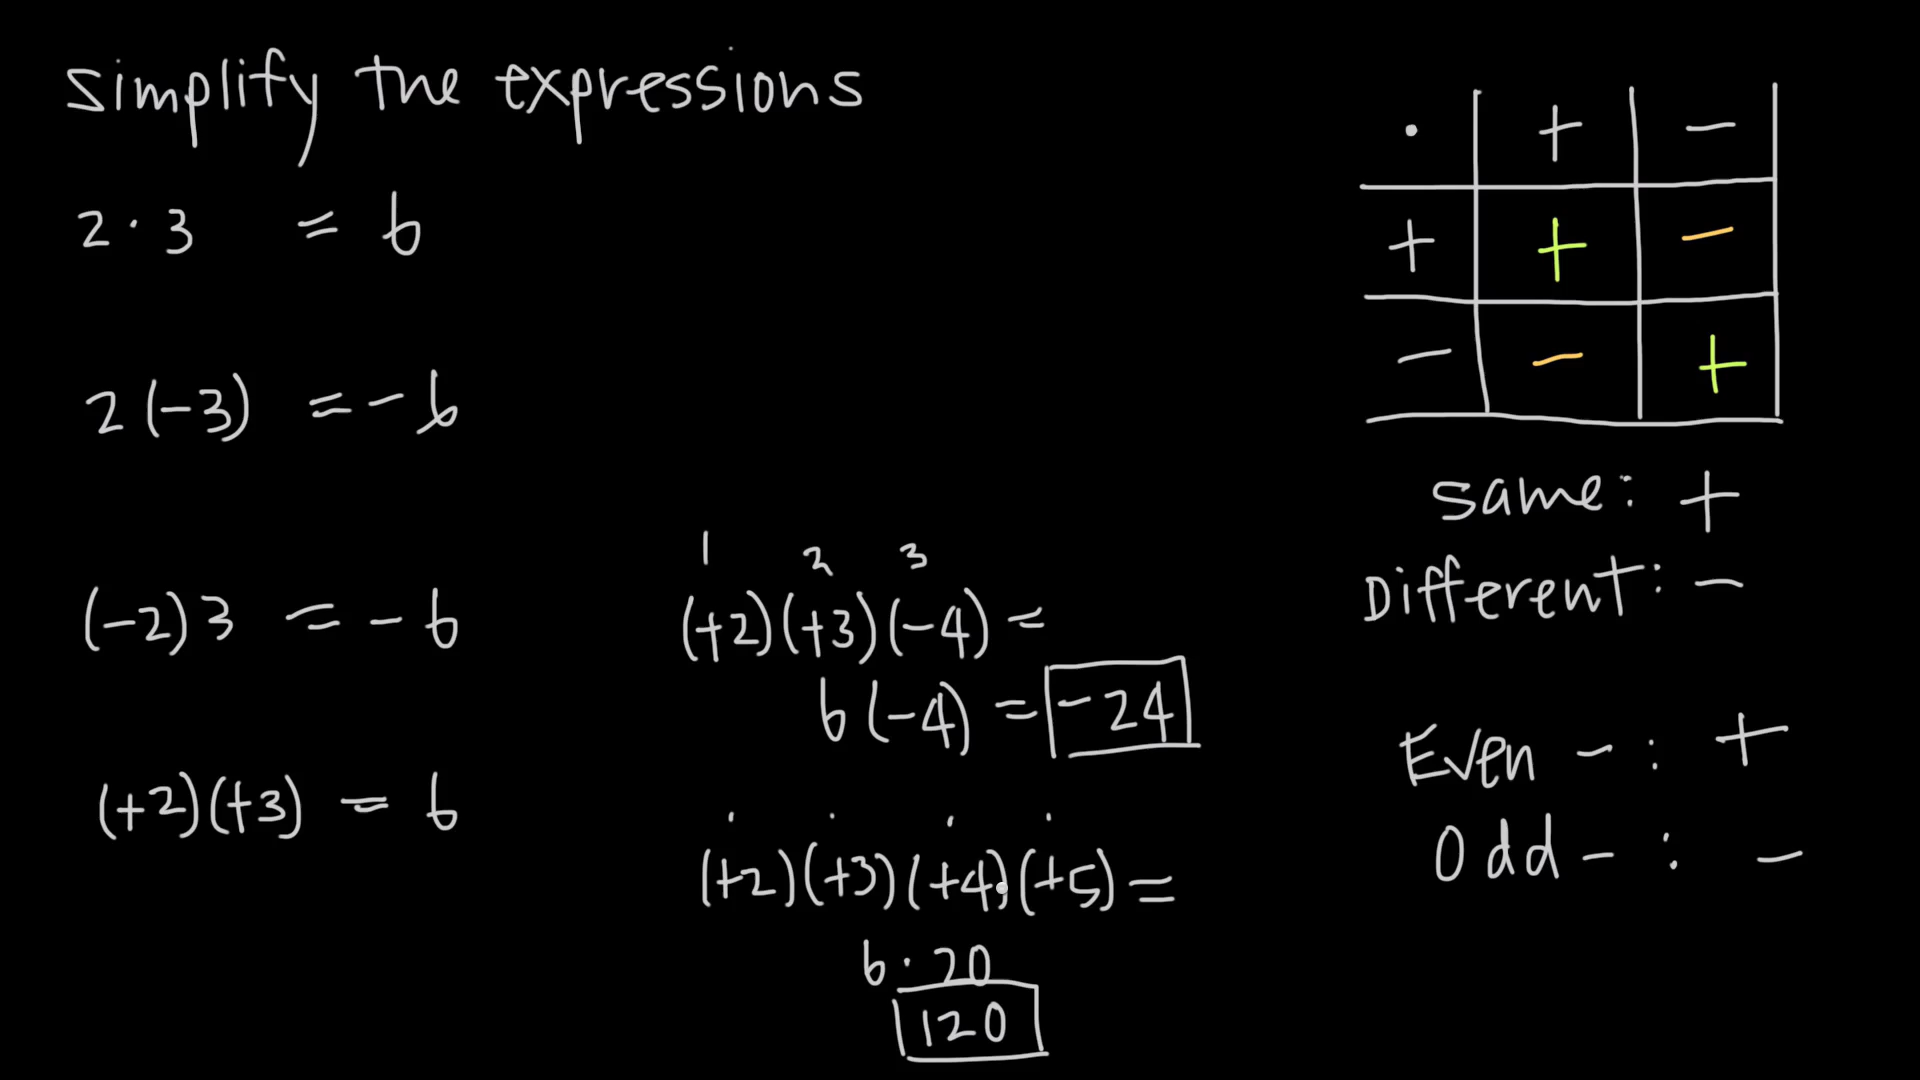 simplify the expressions
2 · 3 = 6
2 (-3) = - 6
(-2) 3 = - 6
(+2)(+3) = 6
1 2 3
(+2)(+3)(-4) =
6 (-4) = -24
(+2)(+3)(+4)(+5) =
6 · 20
120
· + -
+ + -
- - +
same: +
Different: -
Even - : +
Odd - : -